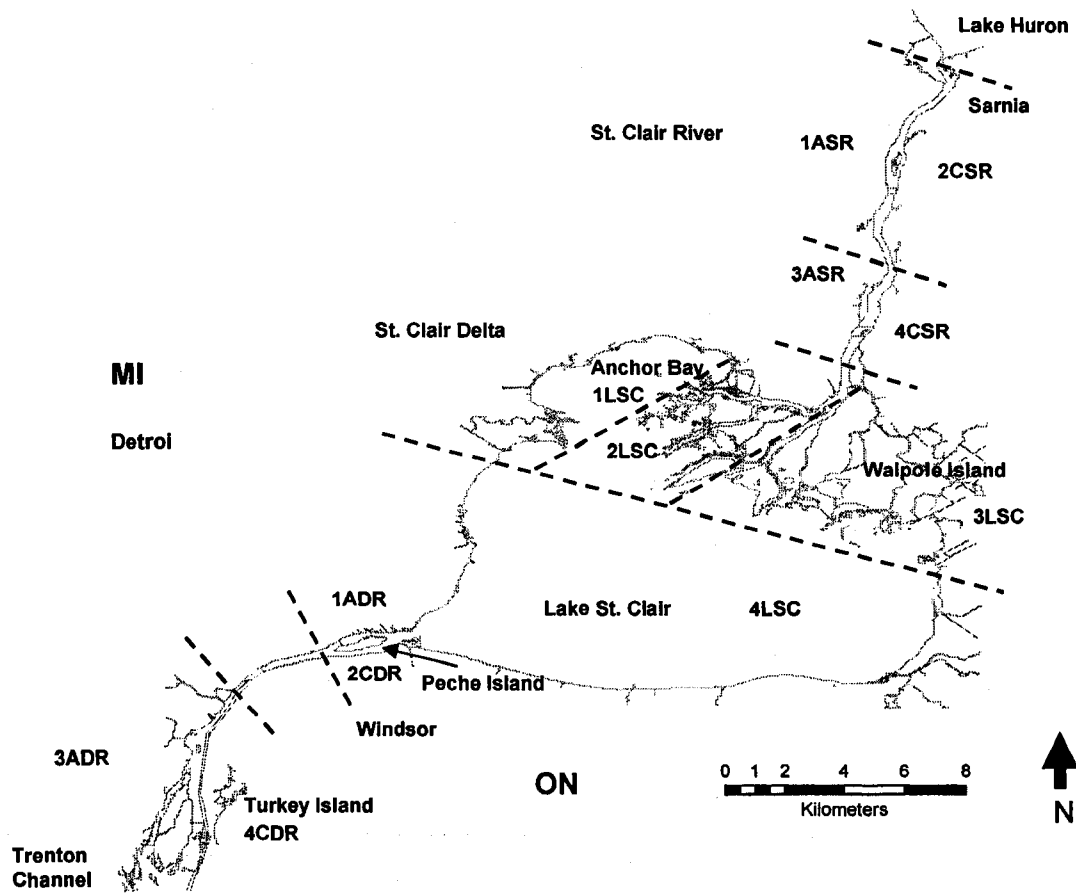 Lake Huron
Sarnia
St. Clair River
1ASR
2CSR
3ASR
4CSR
St. Clair Delta
MI
Anchor Bay
1LSC
Detroi
2LSC
Walpole Island
3LSC
1ADR
Lake St. Clair
4LSC
2CDR
Peche Island
Windsor
3ADR
ON
0 1 2 4 6 8
Kilometers
N
Turkey Island
4CDR
Trenton
Channel